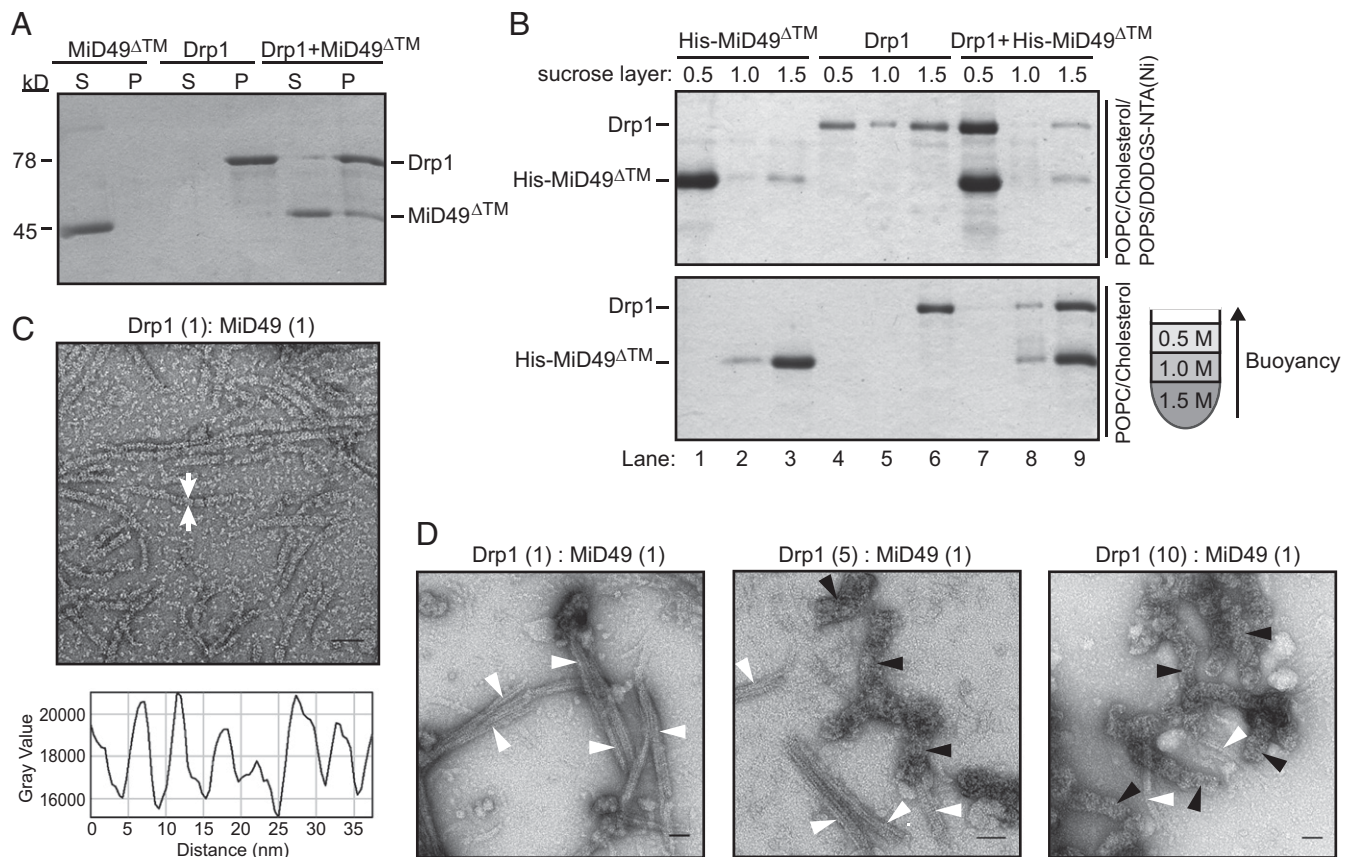 A
MiD49ΔTM Drp1 Drp1+MiD49ΔTM
kD S P S P S P
78
45
Drp1
MiD49ΔTM
B
His-MiD49ΔTM Drp1 Drp1+His-MiD49ΔTM
sucrose layer: 0.5 1.0 1.5 0.5 1.0 1.5 0.5 1.0 1.5
Drp1
His-MiD49ΔTM
POPC/Cholesterol/
POPS/DODGS-NTA(Ni)
Drp1
His-MiD49ΔTM
POPC/Cholesterol
Lane: 1 2 3 4 5 6 7 8 9
0.5 M
1.0 M
1.5 M
Buoyancy
C
Drp1 (1): MiD49 (1)
Gray Value
20000
18000
16000
0 5 10 15 20 25 30 35
Distance (nm)
D
Drp1 (1) : MiD49 (1)
Drp1 (5) : MiD49 (1)
Drp1 (10) : MiD49 (1)